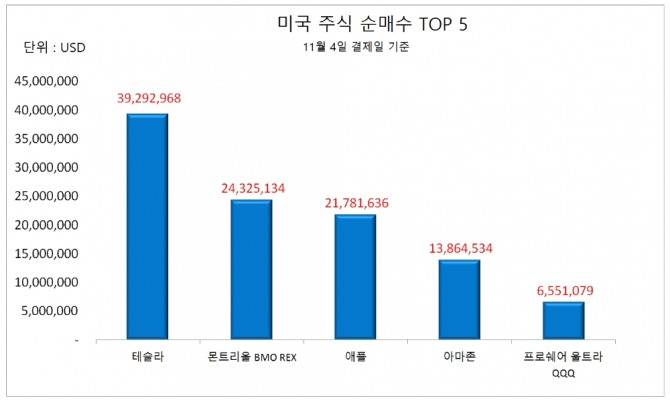 미국 주식 순매수 TOP 5
단위 : USD
11월 4일 결제일 기준
45,000,000
40,000,000
35,000,000
30,000,000
25,000,000
20,000,000
15,000,000
10,000,000
5,000,000
-
39,292,968
24,325,134
21,781,636
13,864,534
6,551,079
테슬라
몬트리올 BMO REX
애플
아마존
프로쉐어 울트라
QQQ